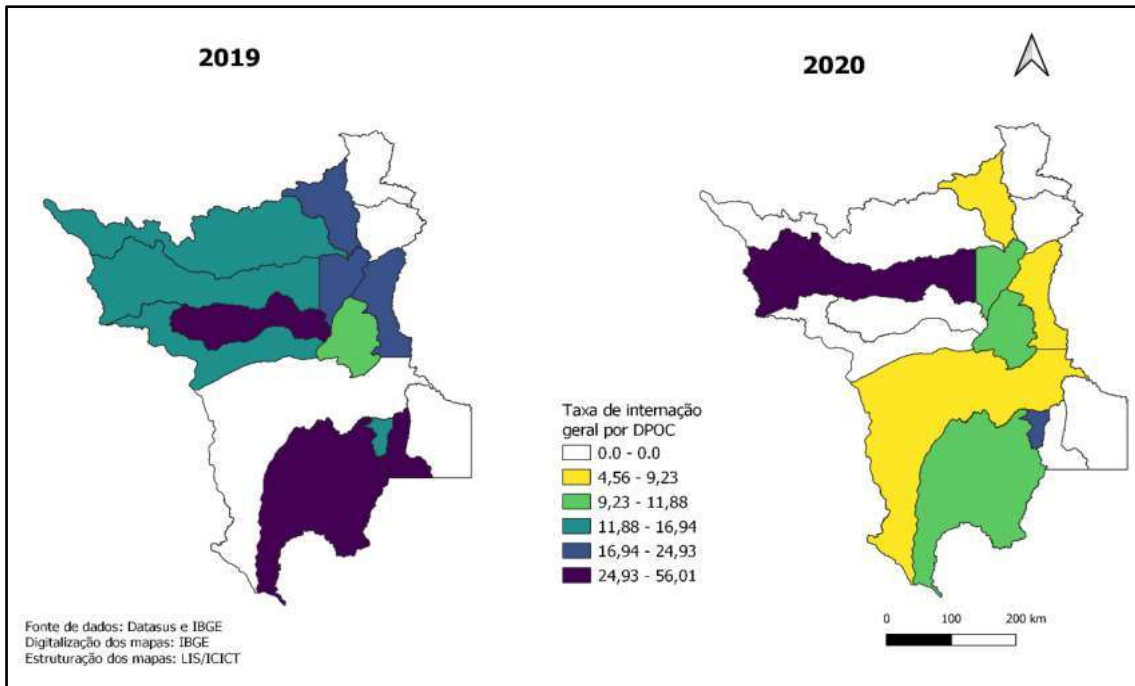 2019
2020
Taxa de internação
geral por DPOC
0.0 - 0.0
4,56 - 9,23
9,23 - 11,88
11,88 - 16,94
16,94 - 24,93
24,93 - 56,01
Fonte de dados: Datasus e IBGE
Digitalização dos mapas: IBGE
Estruturação dos mapas: LIS/ICICT
0 100 200 km